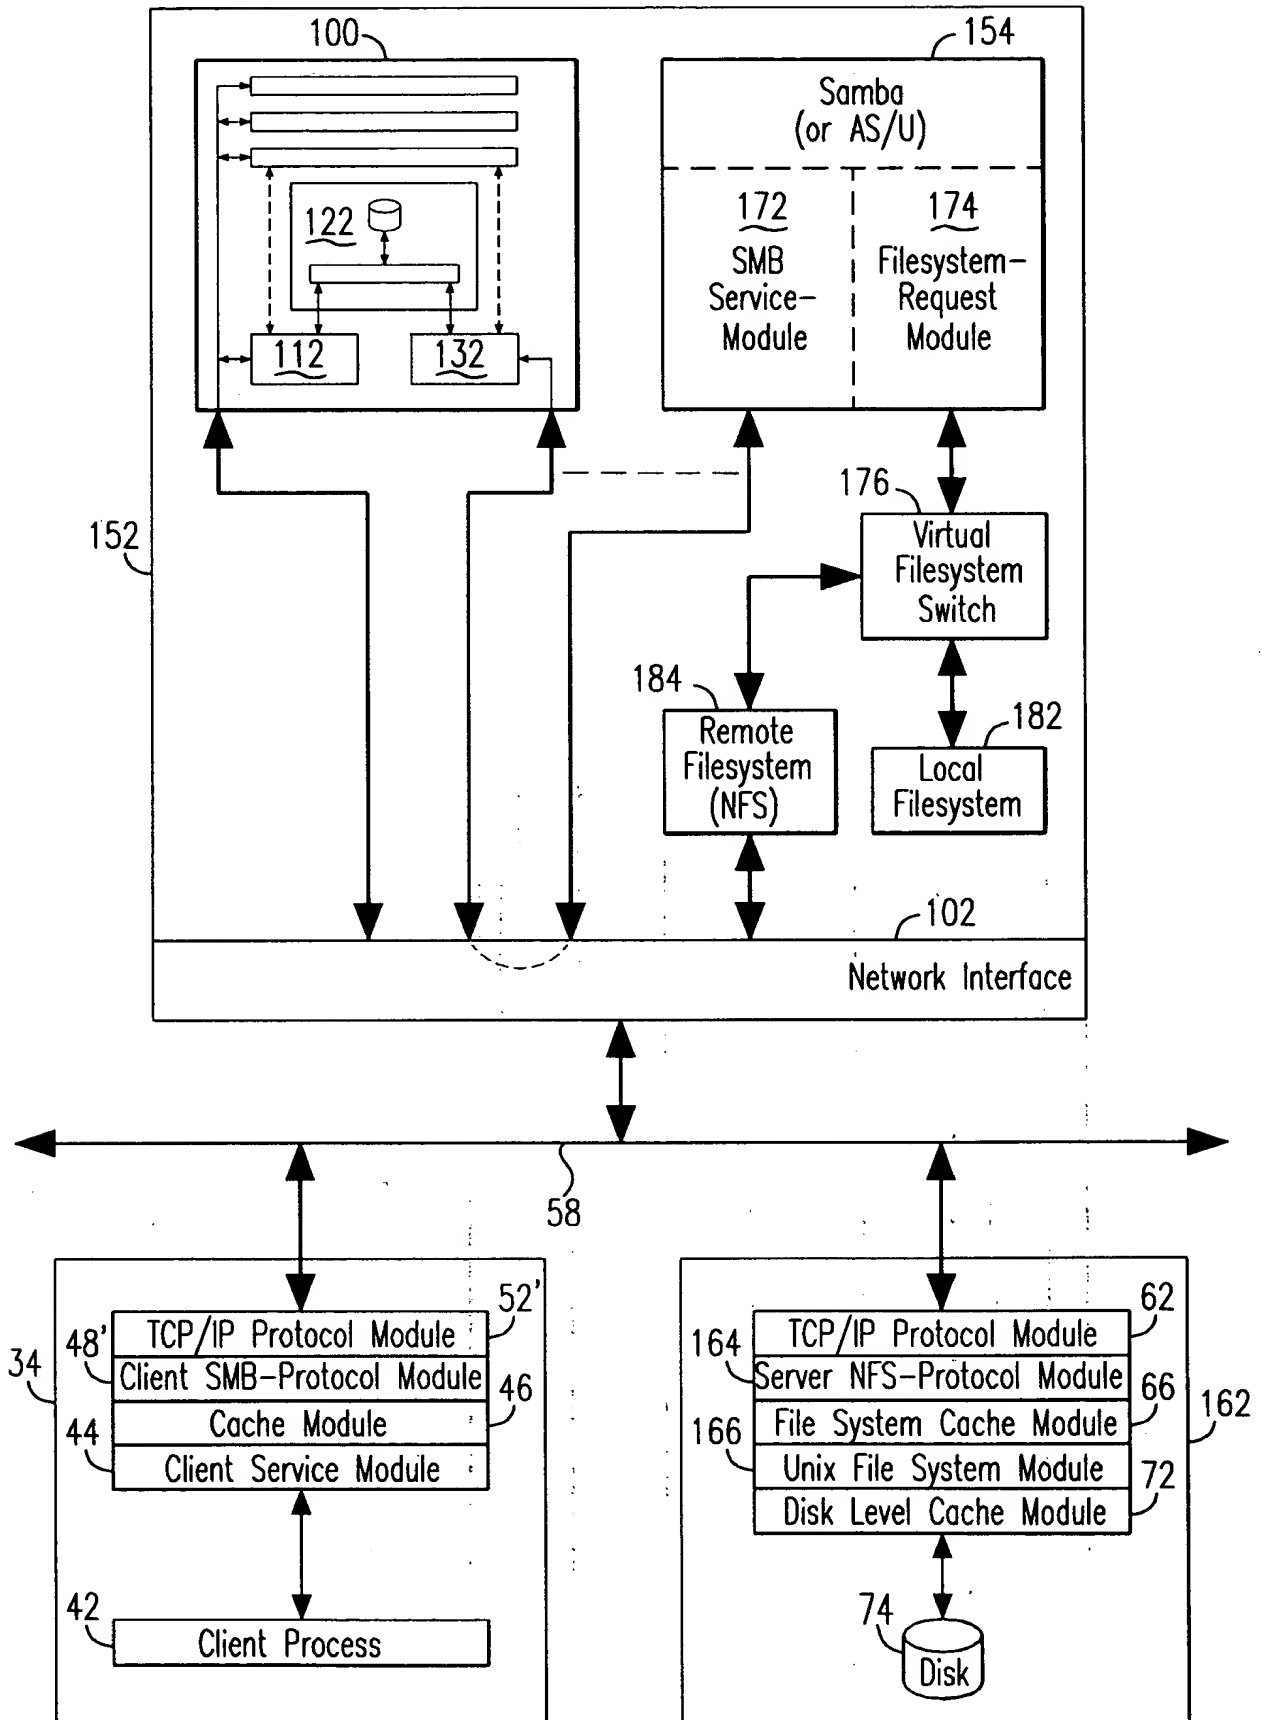 100
154
Samba
(or AS/U)
122
172
SMB
Service-
Module
174
Filesystem-
Request
Module
112
132
152
176
Virtual
Filesystem
Switch
184
Remote
Filesystem
(NFS)
182
Local
Filesystem
102
Network Interface
58
34
52'
TCP/IP Protocol Module
48'
Client SMB-Protocol Module
46
Cache Module
44
Client Service Module
42
Client Process
62
TCP/IP Protocol Module
164
Server NFS-Protocol Module
66
File System Cache Module
162
166
Unix File System Module
72
Disk Level Cache Module
74
Disk